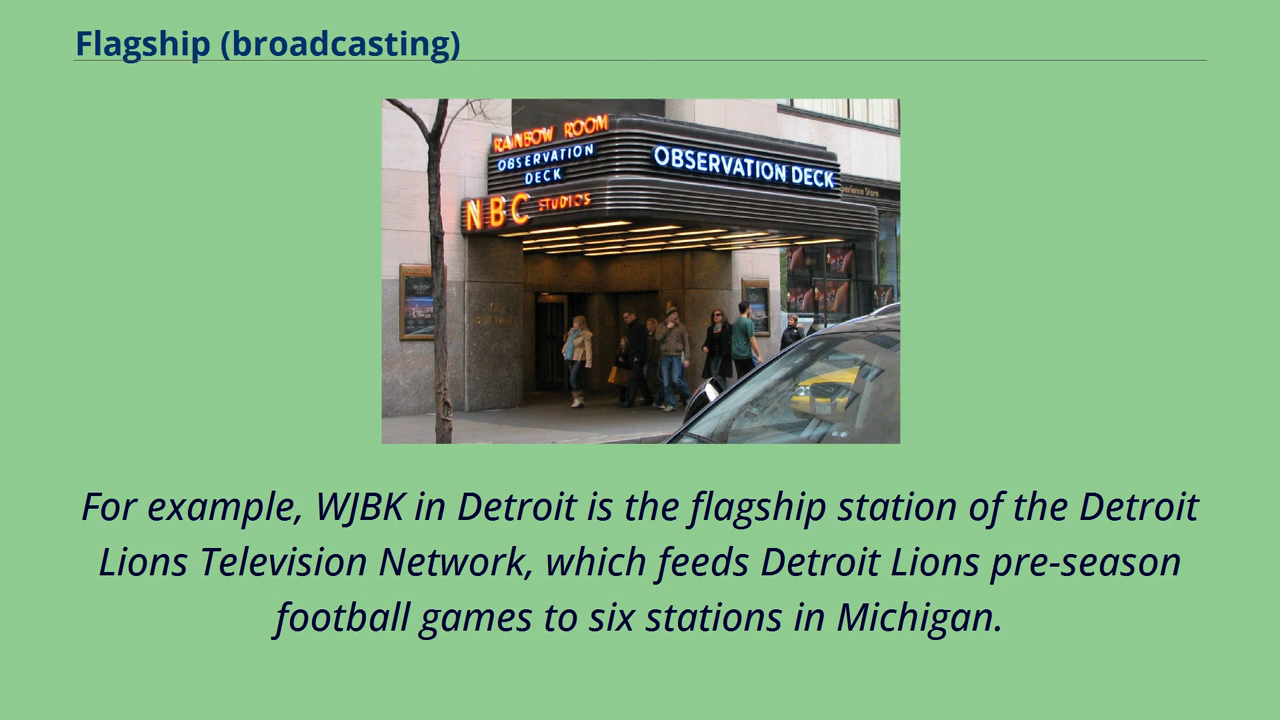 Flagship (broadcasting)
RAINBOW ROOM
OBSERVATION
DECK
OBSERVATION DECK
NBC STUDIOS
perience Store
For example, WJBK in Detroit is the flagship station of the Detroit
Lions Television Network, which feeds Detroit Lions pre-season
football games to six stations in Michigan.